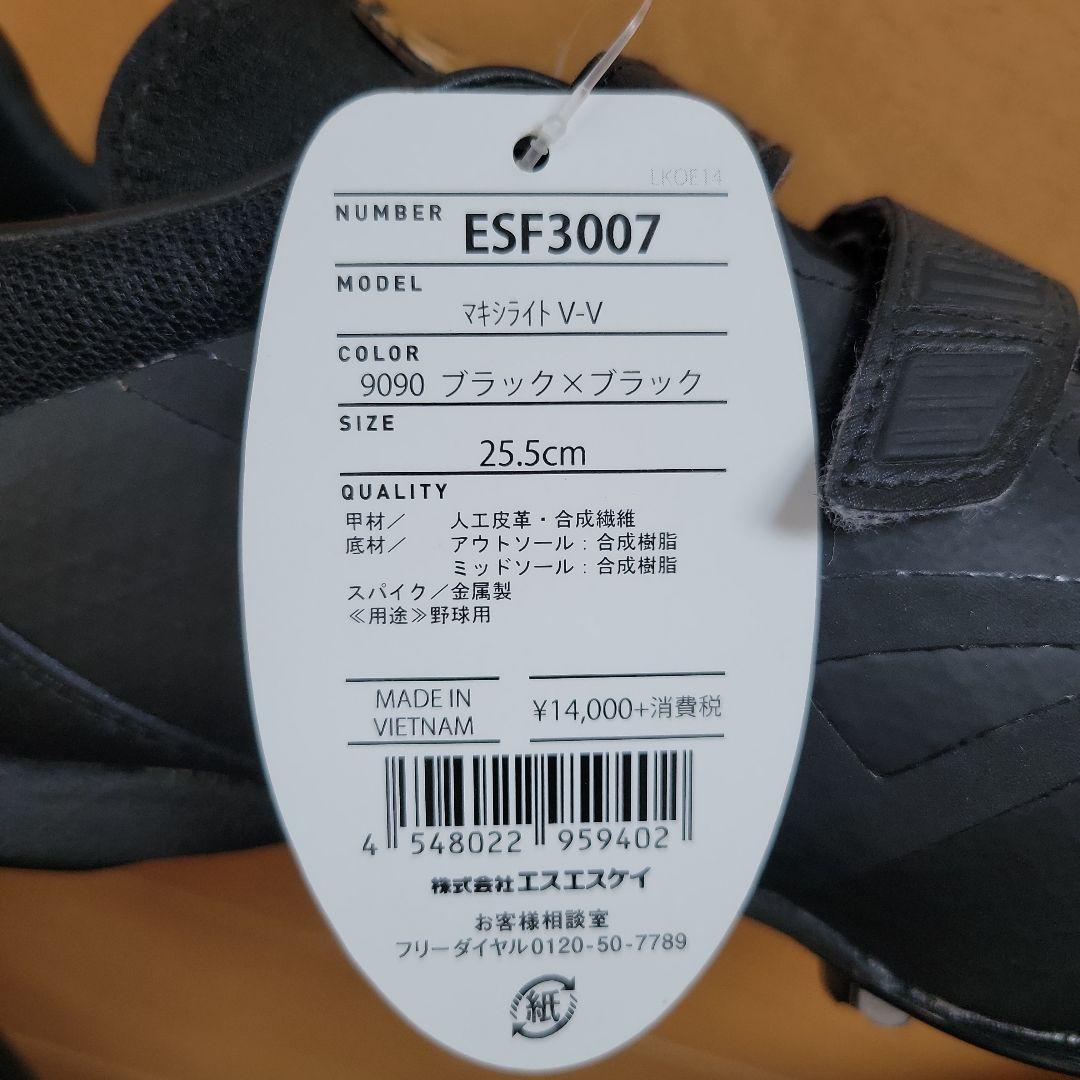 LKOE14
NUMBER ESF3007
MODEL
マキシライト V-V
COLOR
9090 ブラック×ブラック
SIZE
25.5cm
QUALITY
甲材／ 人工皮革・合成繊維
底材／ アウトソール：合成樹脂
ミッドソール：合成樹脂
スパイク／金属製
≪用途≫野球用
MADE IN
VIETNAM
¥14,000+消費税
4 548022 959402
株式会社エスエスケイ
お客様相談室
フリーダイヤル0120-50-7789
紙